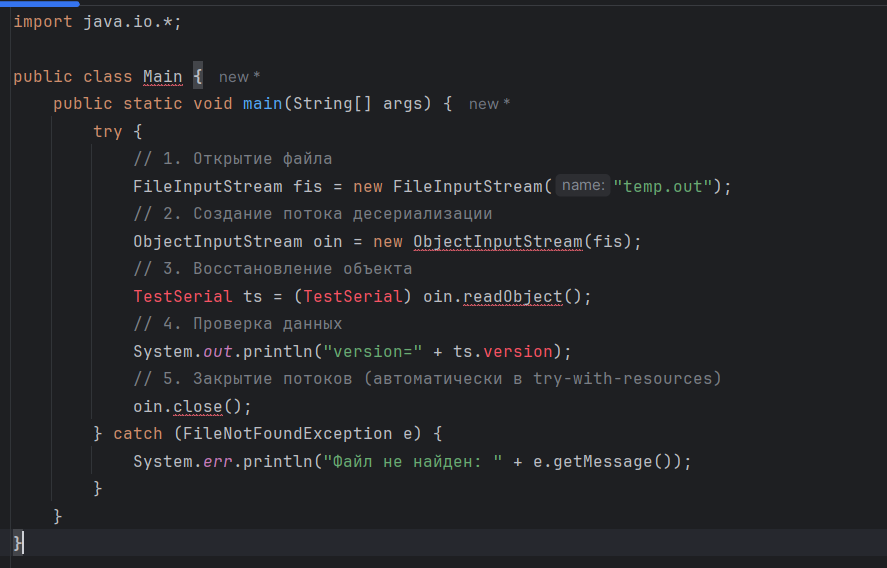 import java.io.*;
public class Main { new *
public static void main(String[] args) { new *
try {
// 1. Открытие файла
FileInputStream fis = new FileInputStream( name: "temp.out");
// 2. Создание потока десериализации
ObjectInputStream oin = new ObjectInputStream(fis);
// 3. Восстановление объекта
TestSerial ts = (TestSerial) oin.readObject();
// 4. Проверка данных
System.out.println("version=" + ts.version);
// 5. Закрытие потоков (автоматически в try-with-resources)
oin.close();
} catch (FileNotFoundException e) {
System.err.println("Файл не найден: " + e.getMessage());
}
}
}